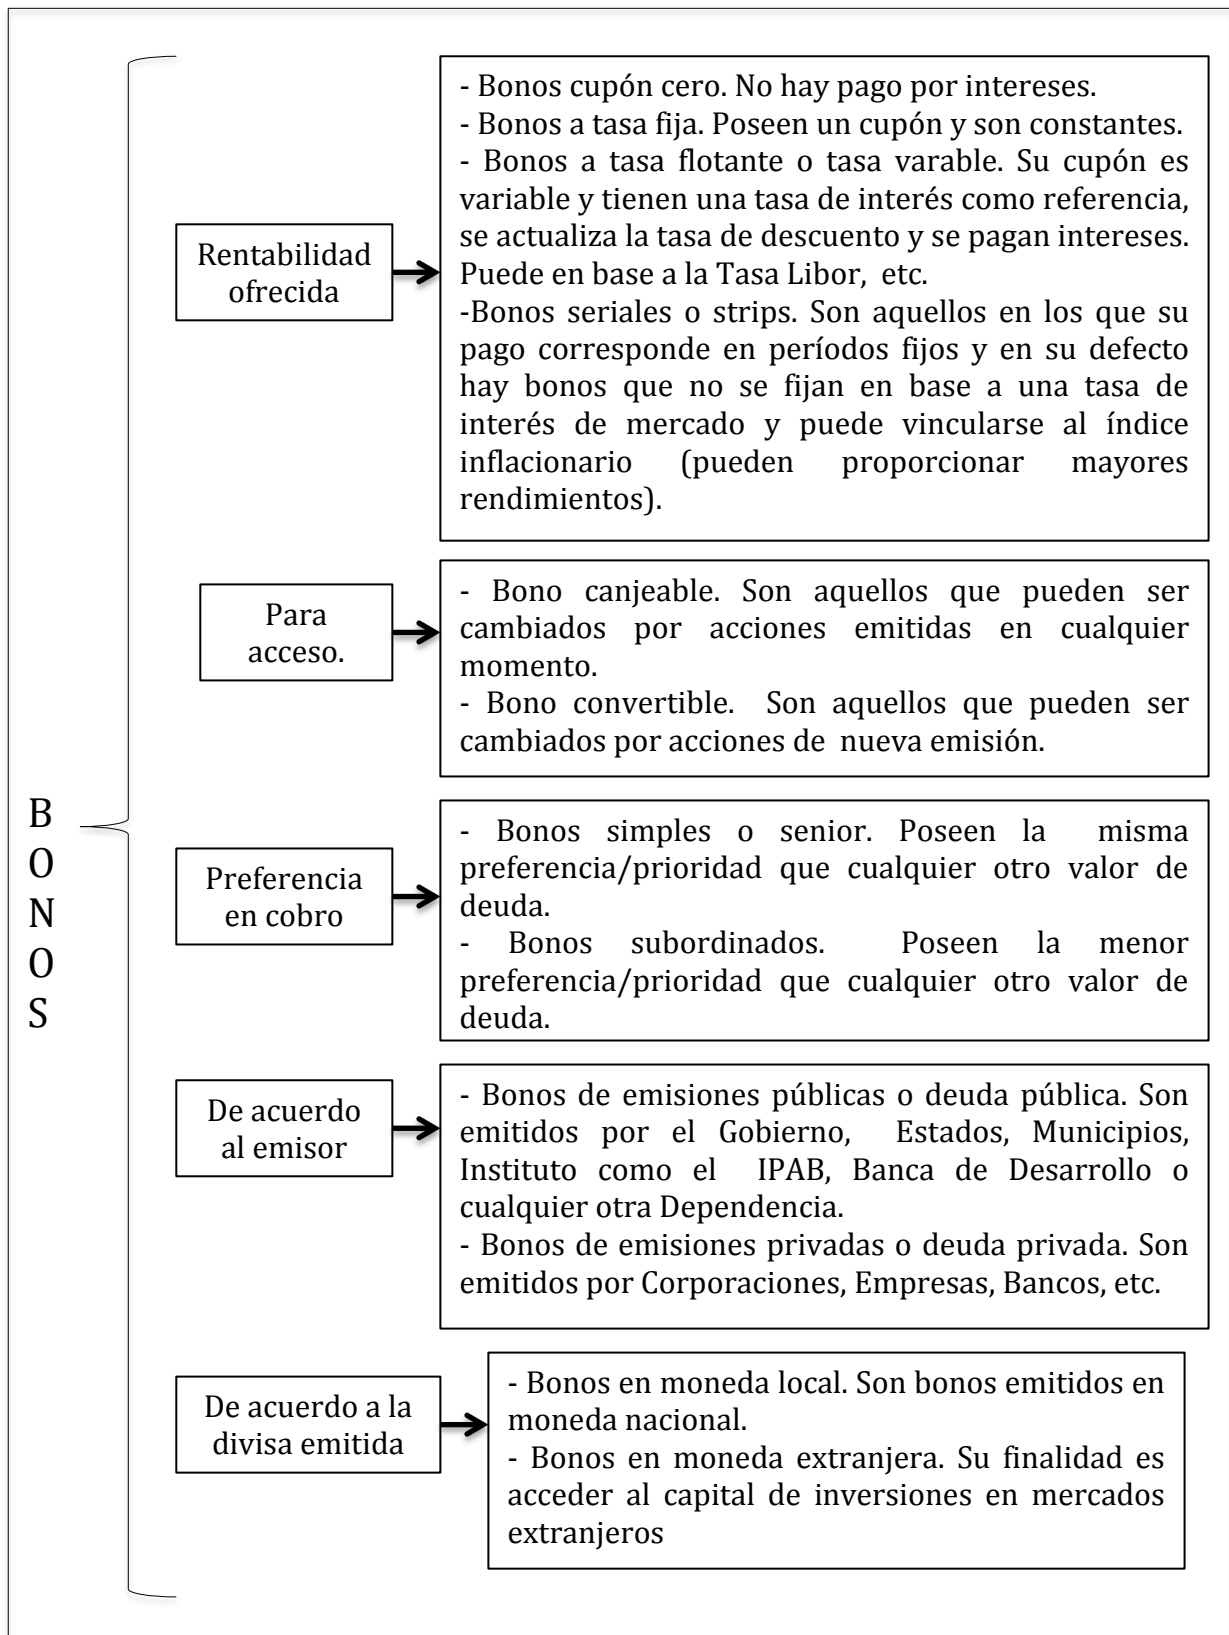 B
O
N
O
S
Rentabilidad
ofrecida
- Bonos cupón cero. No hay pago por intereses.
- Bonos a tasa fija. Poseen un cupón y son constantes.
- Bonos a tasa flotante o tasa varable. Su cupón es
variable y tienen una tasa de interés como referencia,
se actualiza la tasa de descuento y se pagan intereses.
Puede en base a la Tasa Libor, etc.
-Bonos seriales o strips. Son aquellos en los que su
pago corresponde en períodos fijos y en su defecto
hay bonos que no se fijan en base a una tasa de
interés de mercado y puede vincularse al índice
inflacionario (pueden proporcionar mayores
rendimientos).
Para
acceso.
- Bono canjeable. Son aquellos que pueden ser
cambiados por acciones emitidas en cualquier
momento.
- Bono convertible. Son aquellos que pueden ser
cambiados por acciones de nueva emisión.
Preferencia
en cobro
- Bonos simples o senior. Poseen la misma
preferencia/prioridad que cualquier otro valor de
deuda.
- Bonos subordinados. Poseen la menor
preferencia/prioridad que cualquier otro valor de
deuda.
De acuerdo
al emisor
- Bonos de emisiones públicas o deuda pública. Son
emitidos por el Gobierno, Estados, Municipios,
Instituto como el IPAB, Banca de Desarrollo o
cualquier otra Dependencia.
- Bonos de emisiones privadas o deuda privada. Son
emitidos por Corporaciones, Empresas, Bancos, etc.
De acuerdo a la
divisa emitida
- Bonos en moneda local. Son bonos emitidos en
moneda nacional.
- Bonos en moneda extranjera. Su finalidad es
acceder al capital de inversiones en mercados
extranjeros